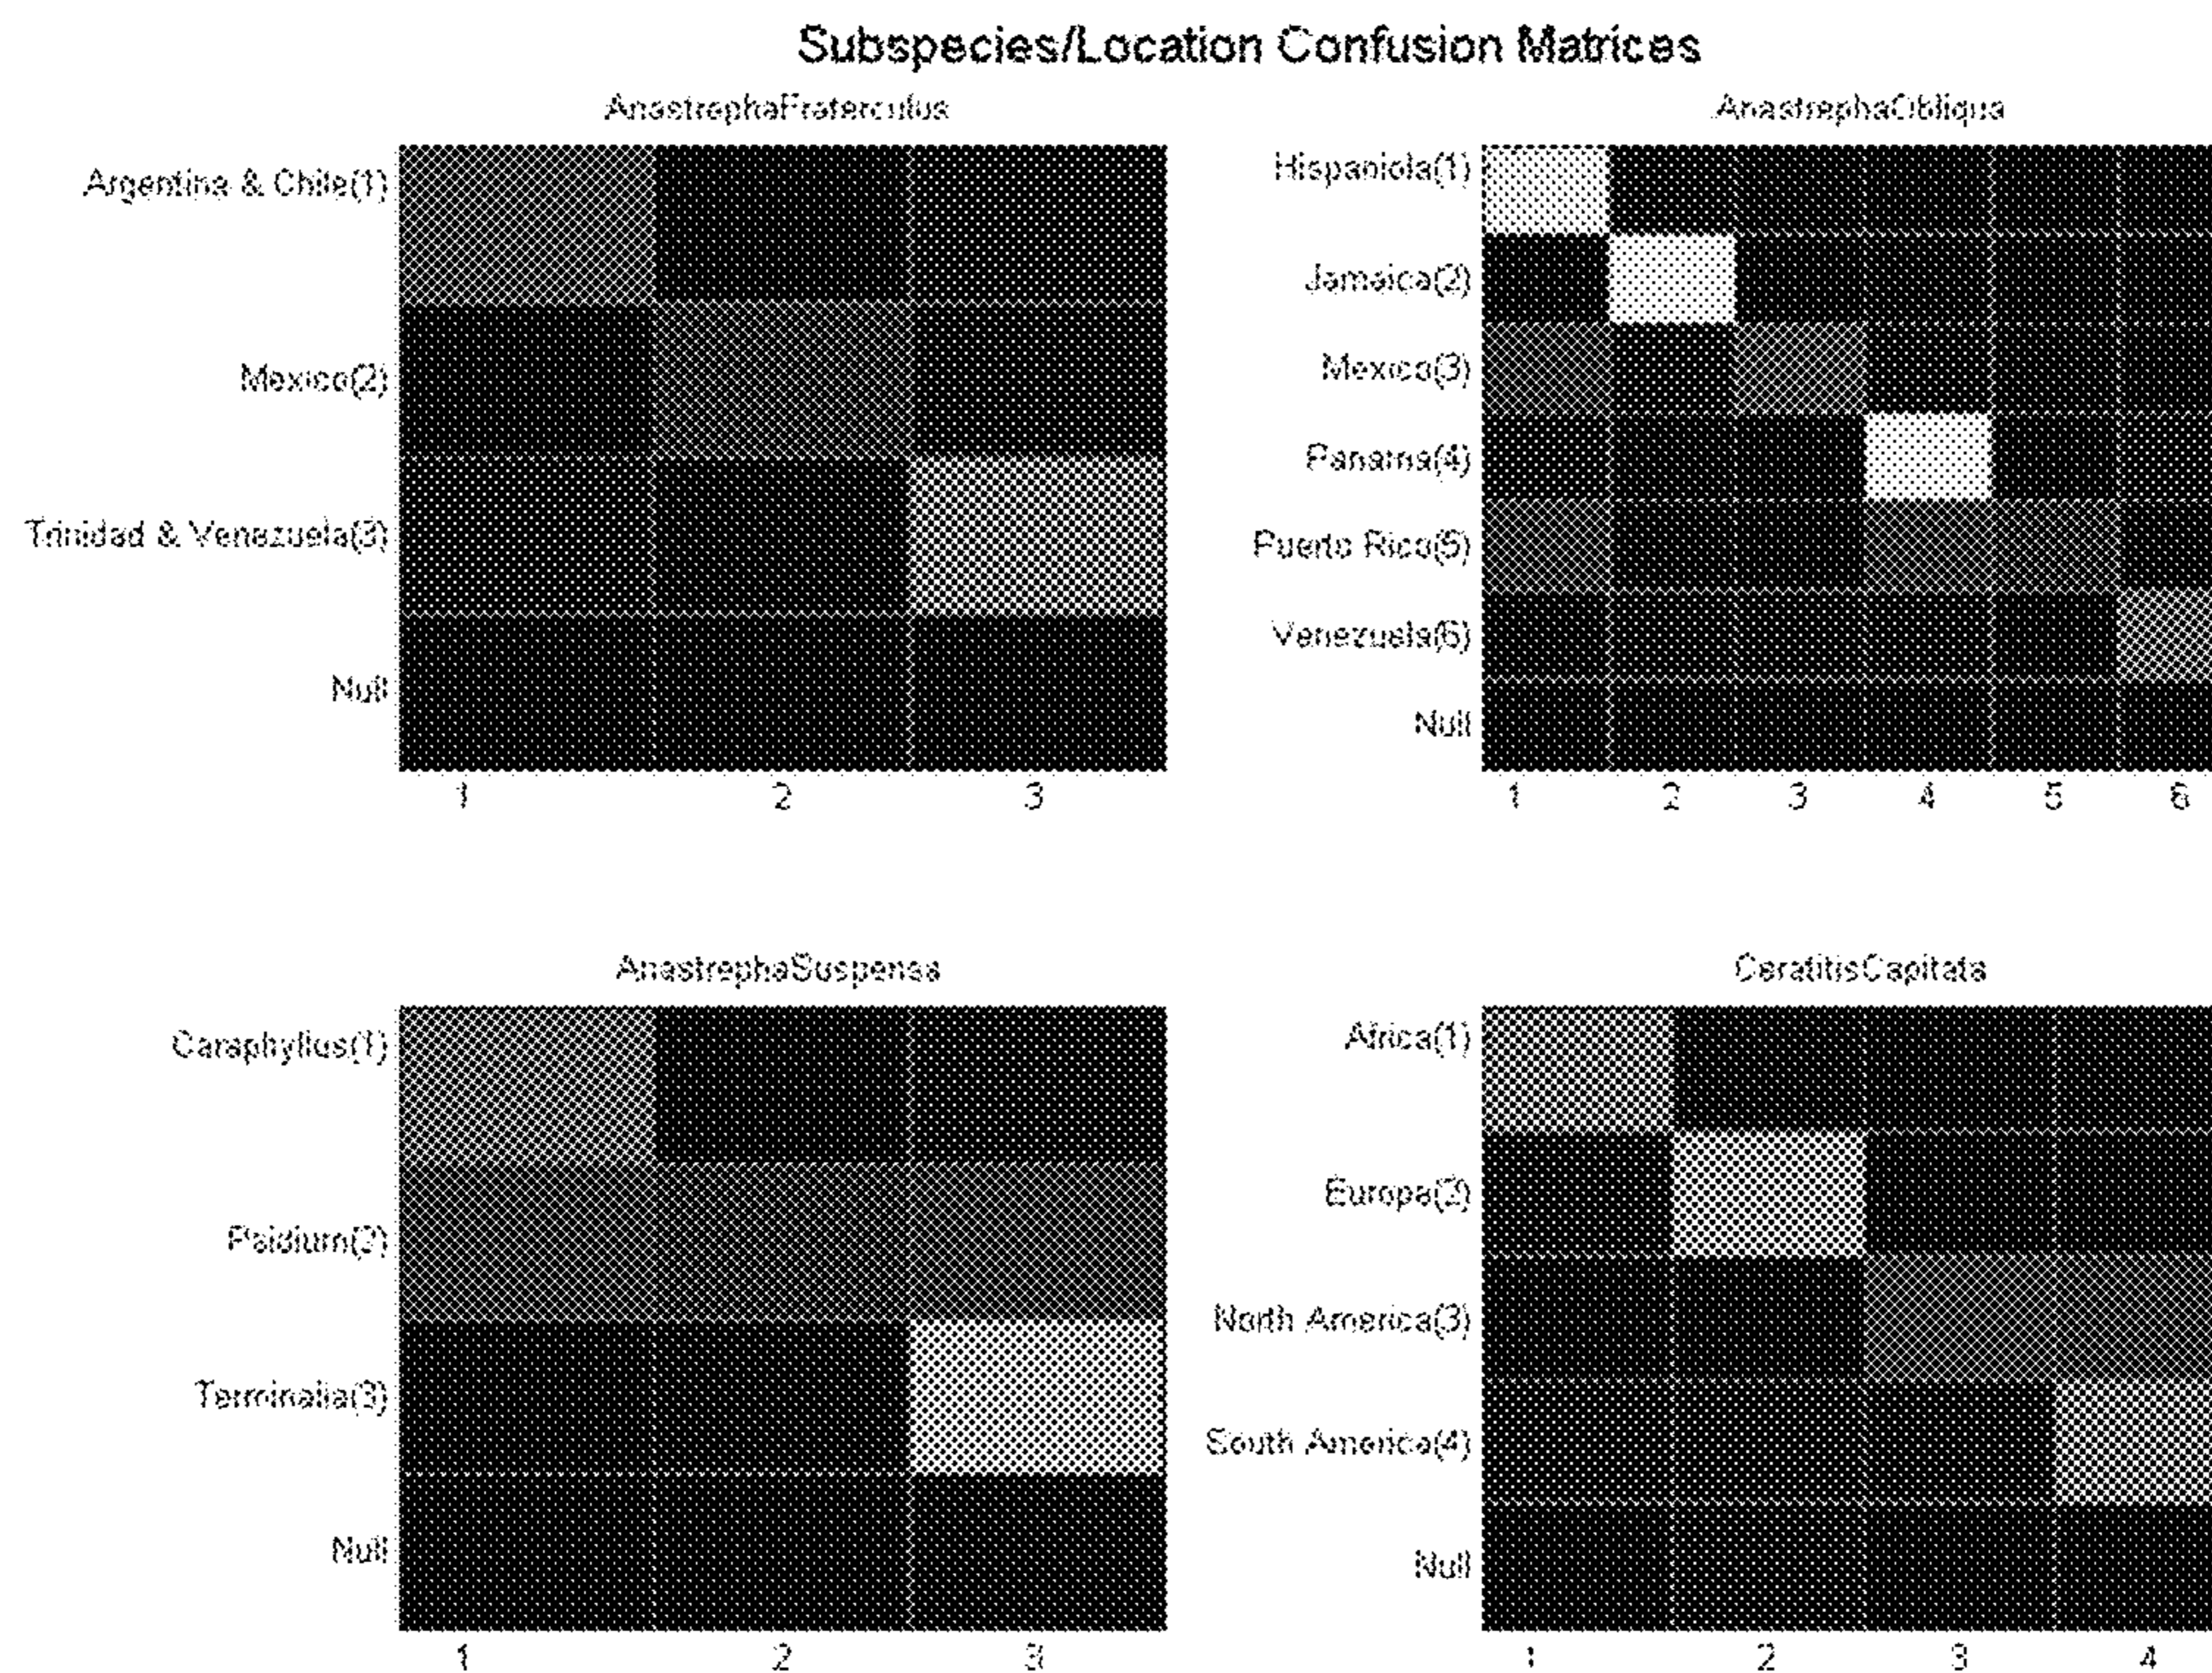 Subspecies/Location Confusion Matrices
AnastrephaFraterculus
Argentina & Chile(1)
Mexico(2)
Trinidad & Venezuela(3)
Null
1 2 3
AnastrephaObliqua
Hispaniola(1)
Jamaica(2)
Mexico(3)
Panama(4)
Puerto Rico(5)
Venezuela(6)
Null
1 2 3 4 5 6
AnastrephaSuspensa
Caraphyllus(1)
Psidium(2)
Terminalia(3)
Null
1 2 3
CeratitisCapitata
Africa(1)
Europa(2)
North America(3)
South America(4)
Null
1 2 3 4